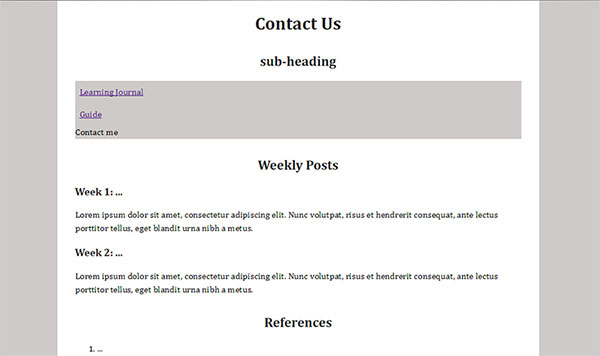 Contact Us
sub-heading
Learning Journal
Guide
Contact me
Weekly Posts
Week 1: ...
Lorem ipsum dolor sit amet, consectetur adipiscing elit. Nunc volutpat, risus et hendrerit consequat, ante lectus
porttitor tellus, eget blandit urna nibh a metus.
Week 2: ...
Lorem ipsum dolor sit amet, consectetur adipiscing elit. Nunc volutpat, risus et hendrerit consequat, ante lectus
porttitor tellus, eget blandit urna nibh a metus.
References
1. ...